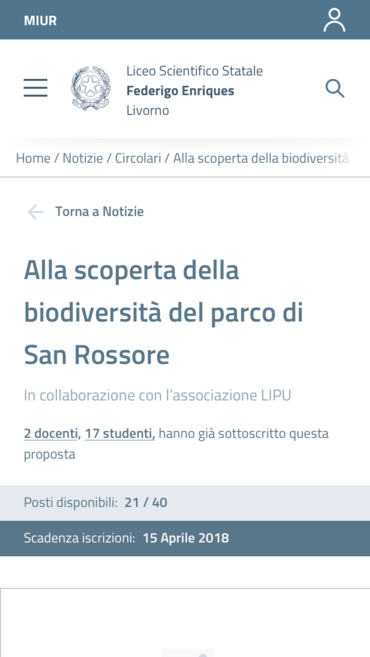 MIUR
Liceo Scientifico Statale
Federigo Enriques
Livorno
Home / Notizie / Circolari / Alla scoperta della biodiversità
Torna a Notizie
Alla scoperta della
biodiversità del parco di
San Rossore
In collaborazione con l’associazione LIPU
2 docenti, 17 studenti, hanno già sottoscritto questa
proposta
Posti disponibili: 21 / 40
Scadenza iscrizioni: 15 Aprile 2018